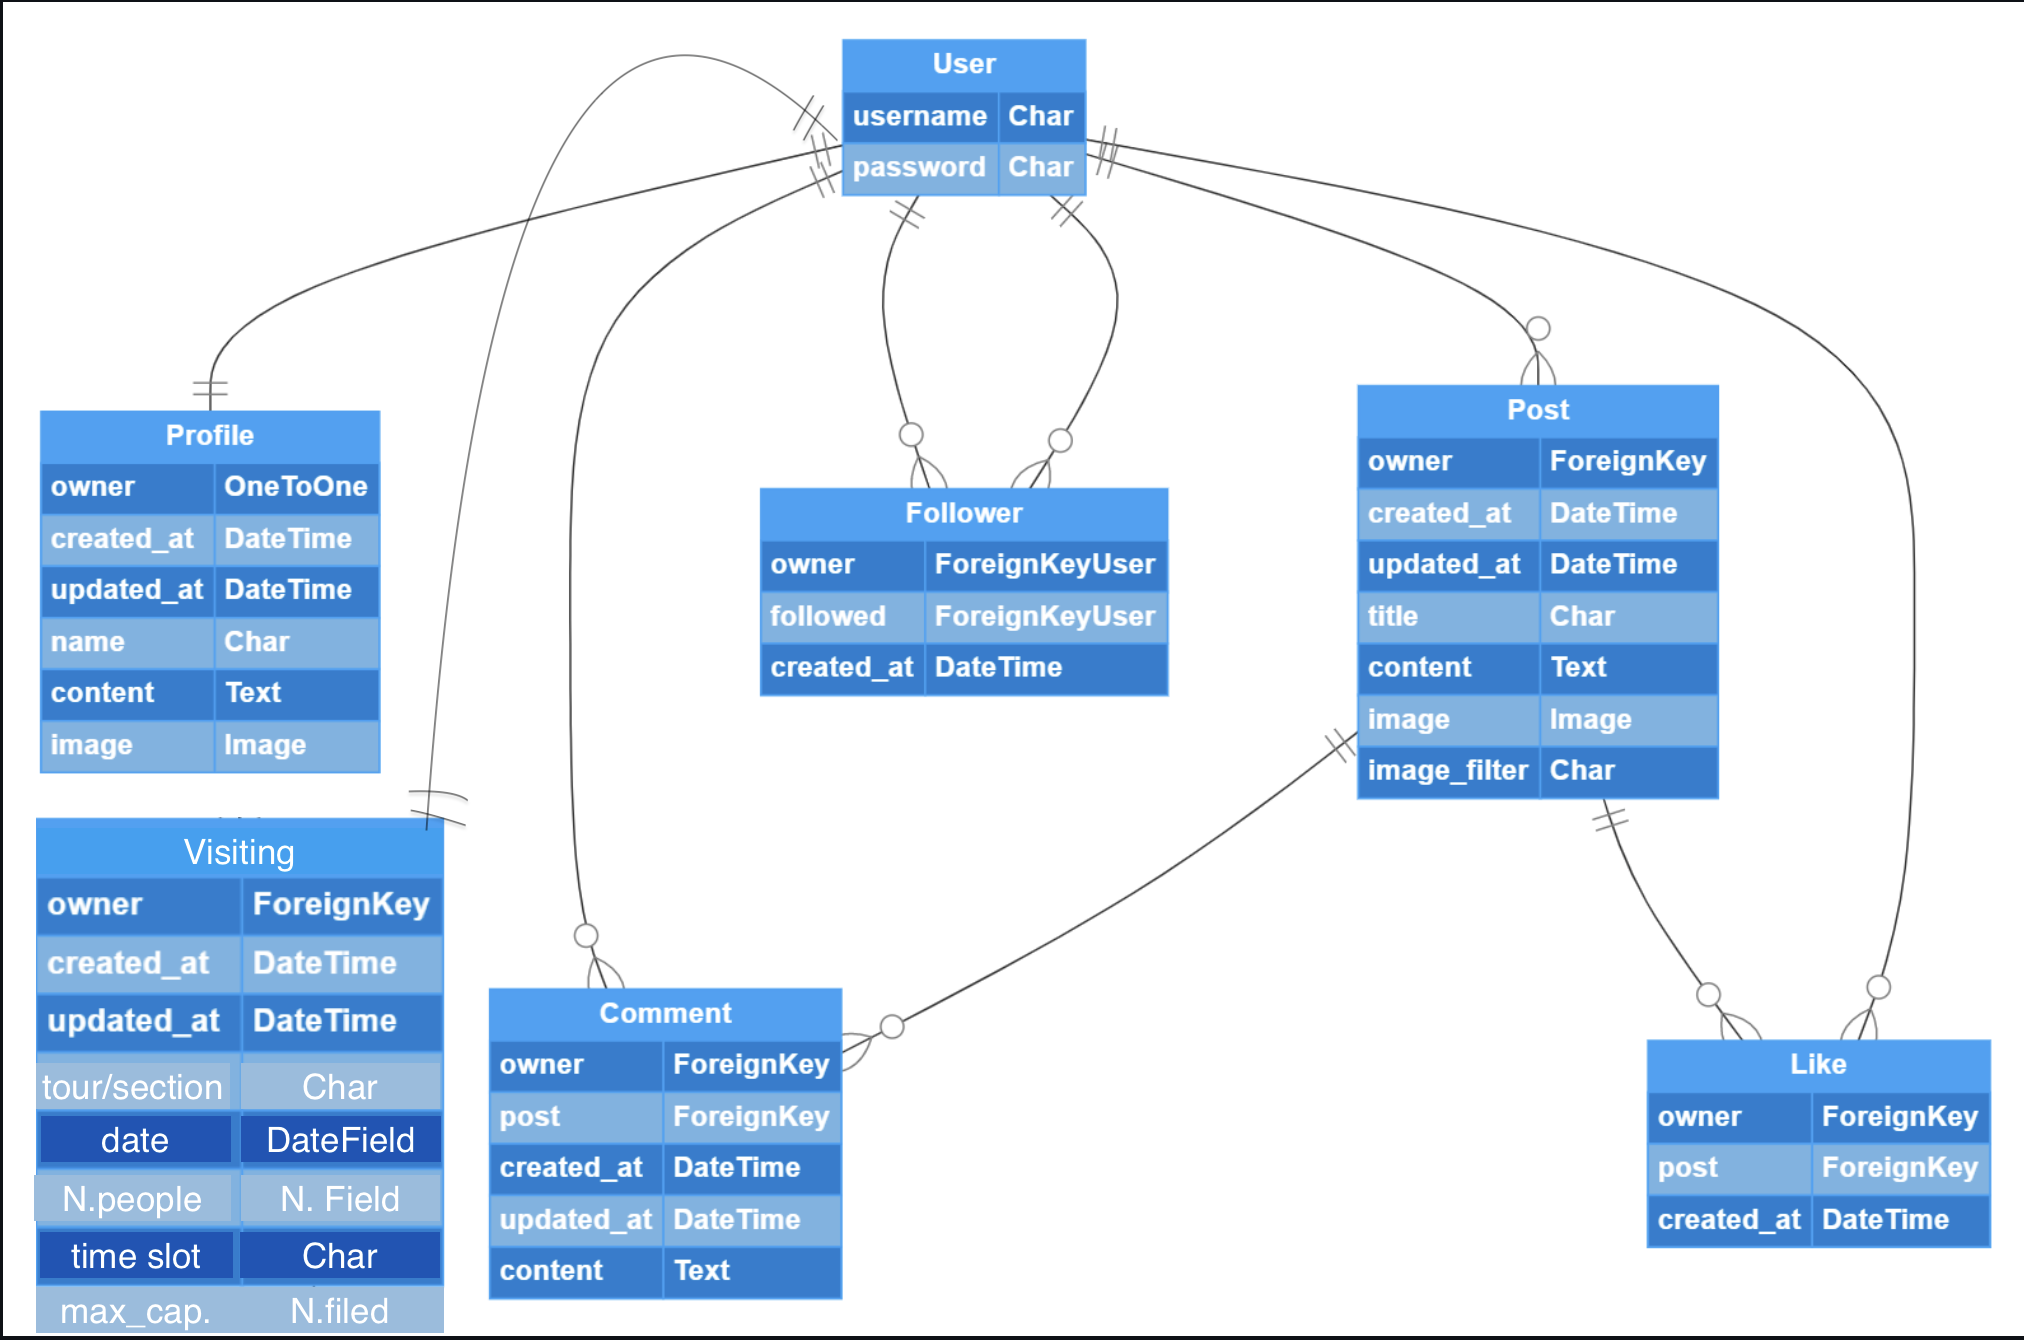 User
username Char
password Char
Profile
owner OneToOne
created_at DateTime
updated_at DateTime
name Char
content Text
image Image
Follower
owner ForeignKeyUser
followed ForeignKeyUser
created_at DateTime
Post
owner ForeignKey
created_at DateTime
updated_at DateTime
title Char
content Text
image Image
image_filter Char
Visiting
owner ForeignKey
created_at DateTime
updated_at DateTime
tour/section Char
date DateField
N.people N. Field
time slot Char
max_cap. N.filed
Comment
owner ForeignKey
post ForeignKey
created_at DateTime
updated_at DateTime
content Text
Like
owner ForeignKey
post ForeignKey
created_at DateTime